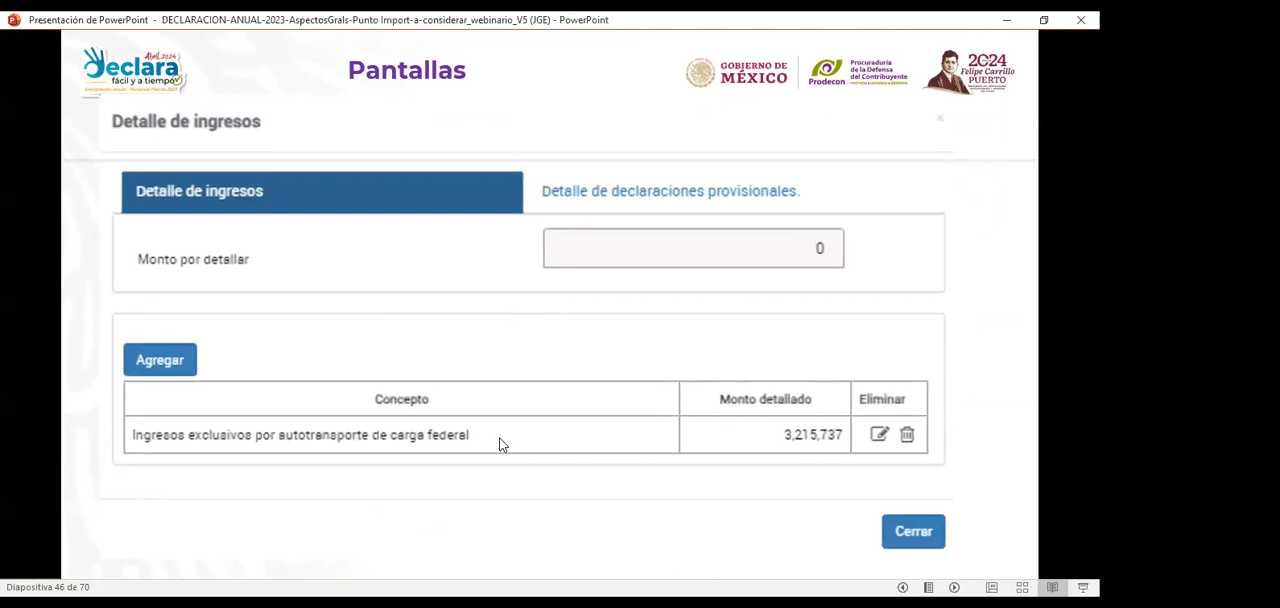 Presentación de PowerPoint - DECLARACION-ANUAL-2023-AspectosGrals-Punto Import-a-considerar_webinario_V5 (JGE) - PowerPoint
Abril 2024
Declara
fácil y a tiempo
Pantallas
GOBIERNO DE
MÉXICO
Prodecon
Procuraduría
de la Defensa
del Contribuyente
2024
Felipe Carrillo
PUERTO
Detalle de ingresos
×
Detalle de ingresos
Detalle de declaraciones provisionales.
Monto por detallar
0
Agregar
Concepto
Monto detallado
Eliminar
Ingresos exclusivos por autotransporte de carga federal
3,215,737
Cerrar
Diapositiva 46 de 70